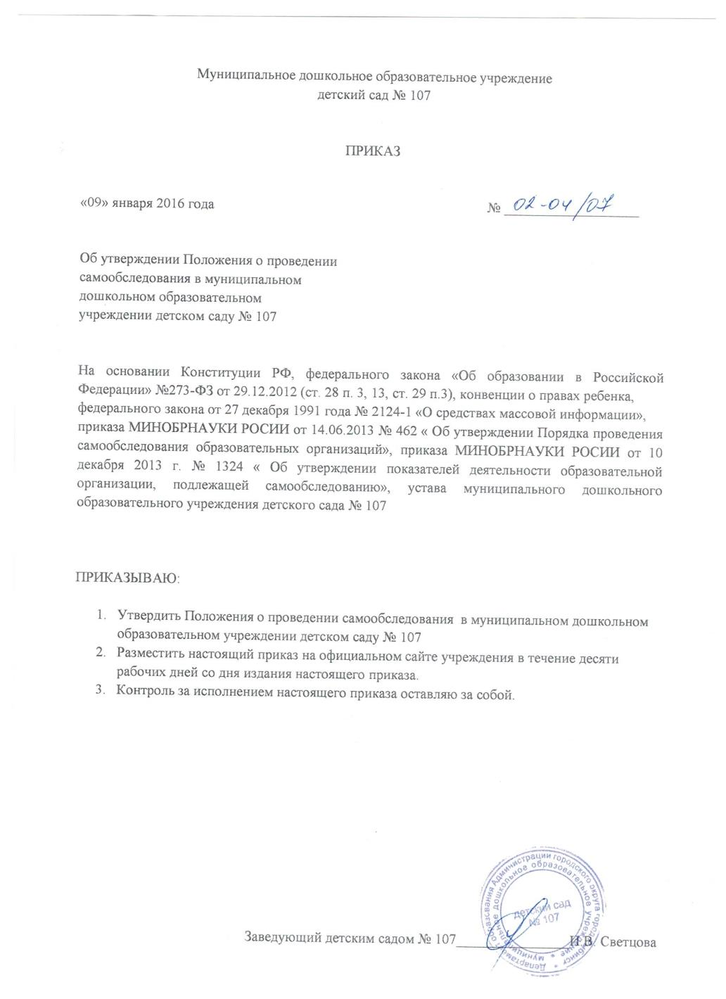 Муниципальное дошкольное образовательное учреждение
детский сад № 107
ПРИКАЗ
«09» января 2016 года
№ 02-04/07
Об утверждении Положения о проведении
самообследования в муниципальном
дошкольном образовательном
учреждении детском саду № 107
На основании Конституции РФ, федерального закона «Об образовании в Российской
Федерации» №273-ФЗ от 29.12.2012 (ст. 28 п. 3, 13, ст. 29 п.3), конвенции о правах ребенка,
федерального закона от 27 декабря 1991 года № 2124-1 «О средствах массовой информации»,
приказа МИНОБРНАУКИ РОСИИ от 14.06.2013 № 462 « Об утверждении Порядка проведения
самообследования образовательных организаций», приказа МИНОБРНАУКИ РОСИИ от 10
декабря 2013 г. № 1324 « Об утверждении показателей деятельности образовательной
организации, подлежащей самообследованию», устава муниципального дошкольного
образовательного учреждения детского сада № 107
ПРИКАЗЫВАЮ:
1. Утвердить Положения о проведении самообследования в муниципальном дошкольном
образовательном учреждении детском саду № 107
2. Разместить настоящий приказ на официальном сайте учреждения в течение десяти
рабочих дней со дня издания настоящего приказа.
3. Контроль за исполнением настоящего приказа оставляю за собой.
Департамент образования Администрации городского округа город
муниципальное дошкольное образовательное учреждение
детский сад
№ 107
Заведующий детским садом № 107 И.В. Светцова